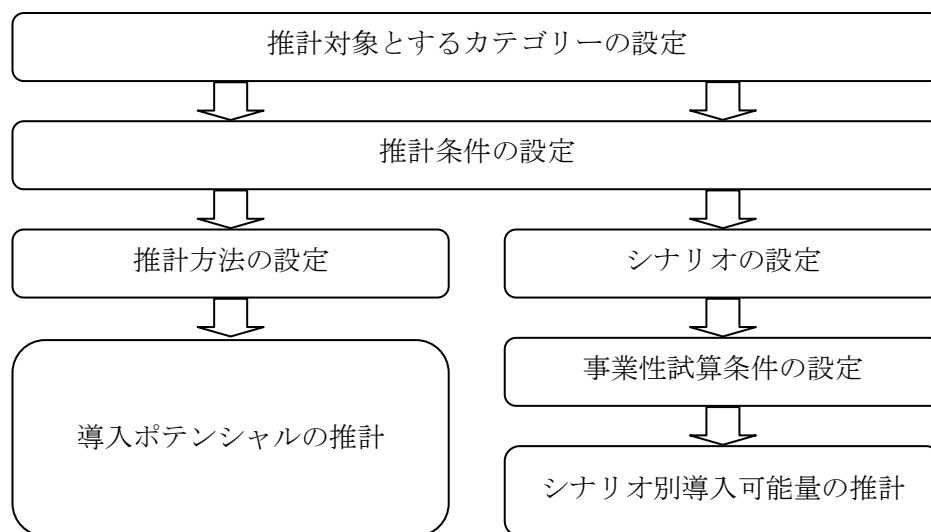 推計対象とするカテゴリーの設定
推計条件の設定
推計方法の設定
シナリオの設定
事業性試算条件の設定
導入ポテンシャルの推計
シナリオ別導入可能量の推計